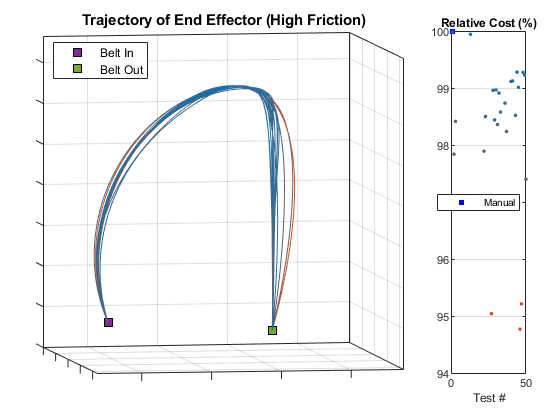 Trajectory of End Effector (High Friction)
Belt In
Belt Out
Relative Cost (%)
100
99
98
Manual
96
95
94
0
50
Test #